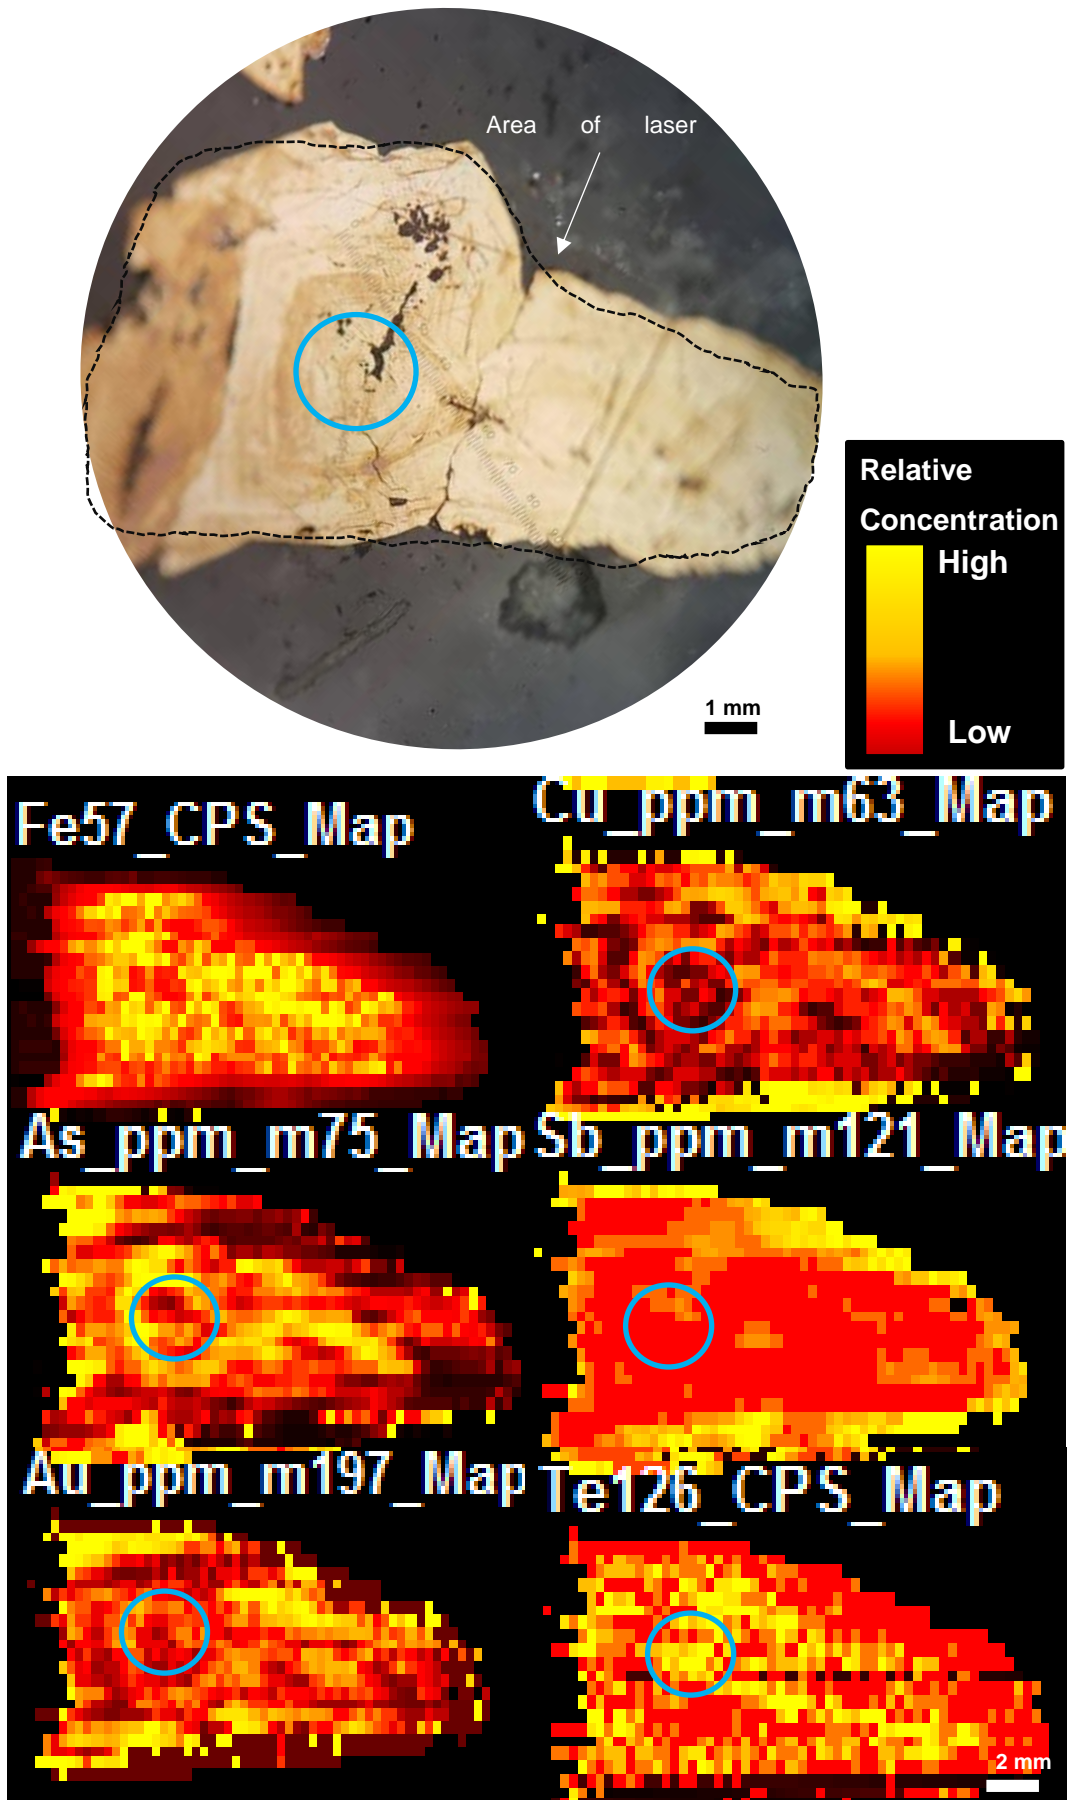 Area of laser
Relative
Concentration
High
Low
1 mm
Fe57_CPS_Map
Cu_ppm_m63_Map
As_ppm_m75_Map
Sb_ppm_m121_Map
Au_ppm_m197_Map
Te126_CPS_Map
2 mm